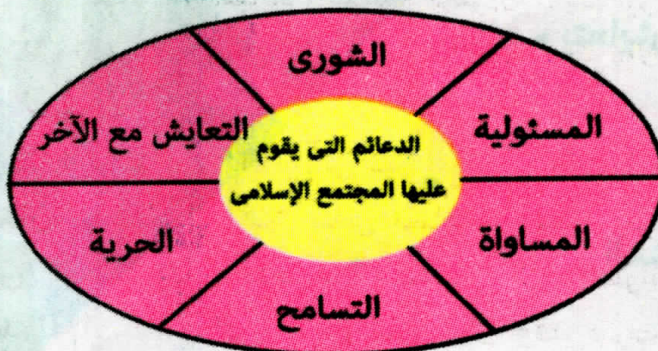 الشورى
المسئولية
التعايش مع الآخر
الدعائم التى يقوم
عليها المجتمع الإسلامى
المساواة
الحرية
التسامح